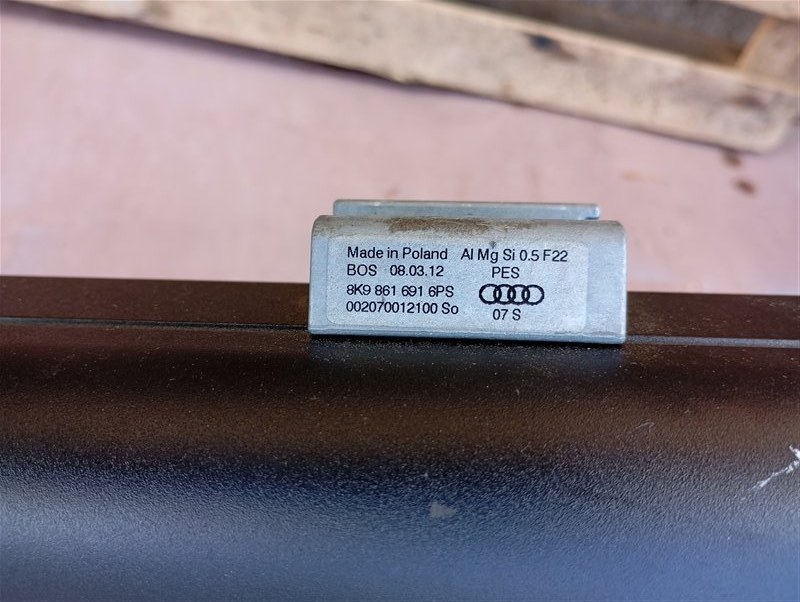 Made in Poland Al Mg Si 0.5 F22
BOS 08.03.12 PES
8K9 861 691 6PS
002070012100 So
07 S